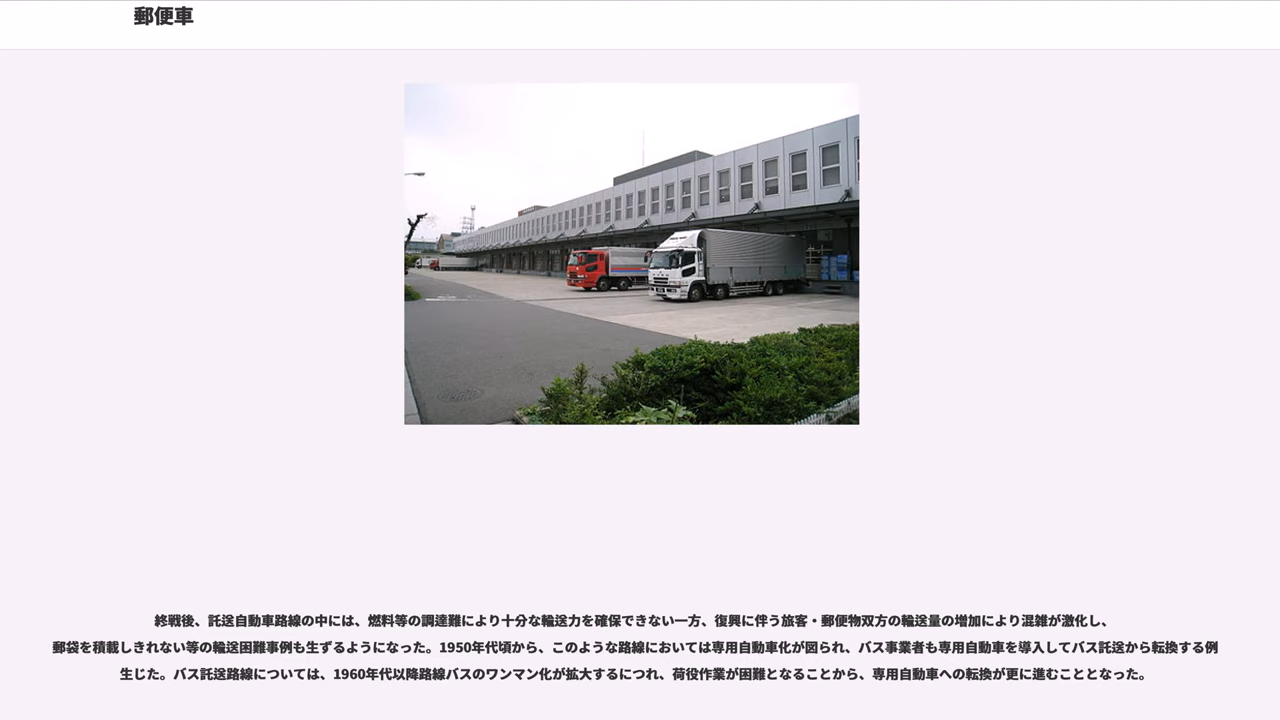 郵便車
終戦後、託送自動車路線の中には、燃料等の調達難により十分な輸送力を確保できない一方、復興に伴う旅客・郵便物双方の輸送量の増加により混雑が激化し、
郵袋を積載しきれない等の輸送困難事例も生ずるようになった。1950年代頃から、このような路線においては専用自動車化が図られ、バス事業者も専用自動車を導入してバス託送から転換する例
生じた。バス託送路線については、1960年代以降路線バスのワンマン化が拡大するにつれ、荷役作業が困難となることから、専用自動車への転換が更に進むこととなった。